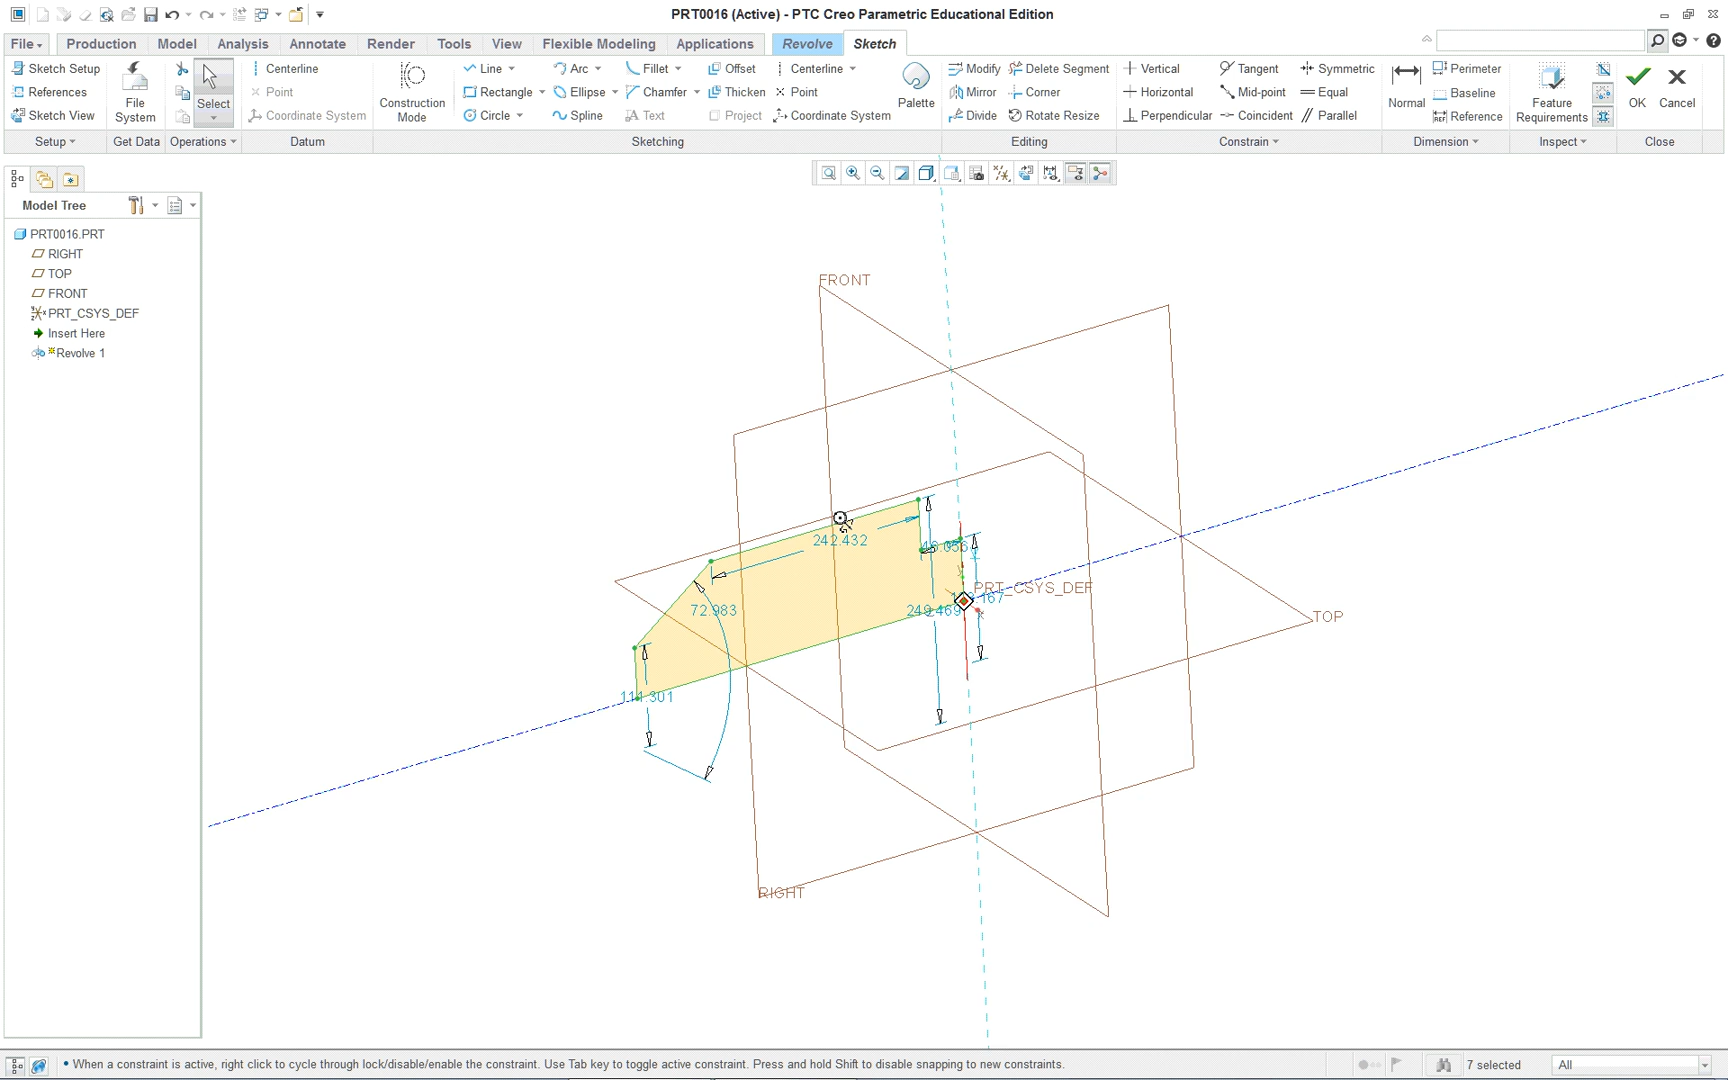 PRT0016 (Active) - PTC Creo Parametric Educational Edition
File Production Model Analysis Annotate Render Tools View Flexible Modeling Applications Revolve Sketch
Sketch Setup
References
Sketch View
File System
Select
Centerline
Point
Coordinate System
Construction Mode
Line Arc Fillet Offset Centerline
Rectangle Ellipse Chamfer Thicken Point
Circle Spline Text Project Coordinate System
Palette
Modify Delete Segment
Mirror Corner
Divide Rotate Resize
Vertical Tangent Symmetric
Horizontal Mid-point Equal
Perpendicular Coincident Parallel
Normal
Perimeter
Baseline
Reference
Feature Requirements
OK Cancel
Setup Get Data Operations Datum Sketching Editing Constrain Dimension Inspect Close
Model Tree
PRT0016.PRT
RIGHT
TOP
FRONT
PRT_CSYS_DEF
Insert Here
Revolve 1
FRONT
242.432
PRT_CSYS_DEF
72.983
249.469
TOP
RIGHT
When a constraint is active, right click to cycle through lock/disable/enable the constraint. Use Tab key to toggle active constraint. Press and hold Shift to disable snapping to new constraints.
7 selected
All